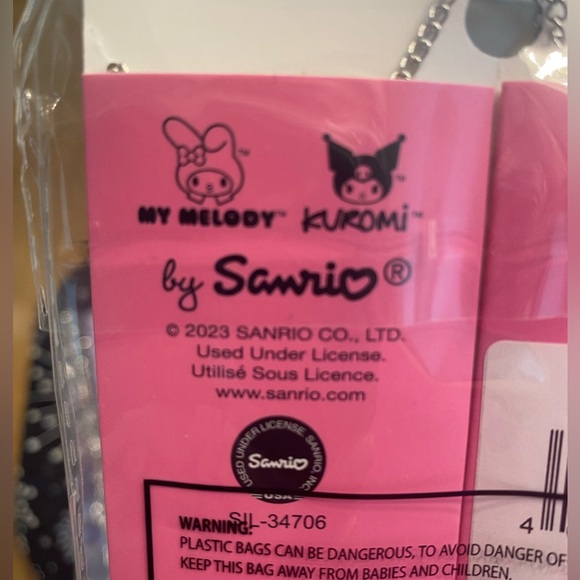 MY MELODY™ KUROMI™
by Sanrio®
© 2023 SANRIO CO., LTD.
Used Under License.
Utilisé Sous Licence.
www.sanrio.com
USED UNDER LICENSE. SANRIO, INC.
Sanrio
USA
SIL-34706
4
WARNING:
PLASTIC BAGS CAN BE DANGEROUS, TO AVOID DANGER OF
KEEP THIS BAG AWAY FROM BABIES AND CHILDREN